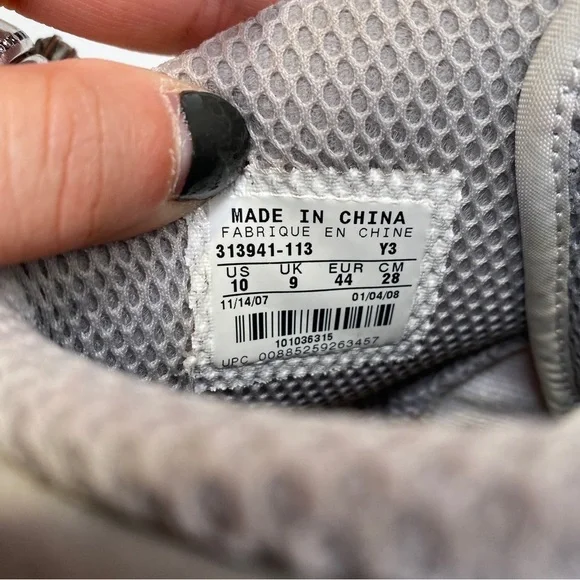 MADE IN CHINA
FABRIQUE EN CHINE
313941-113 Y3
US UK EUR CM
10 9 44 28
11/14/07 01/04/08
101035315
UPC 00885259263457